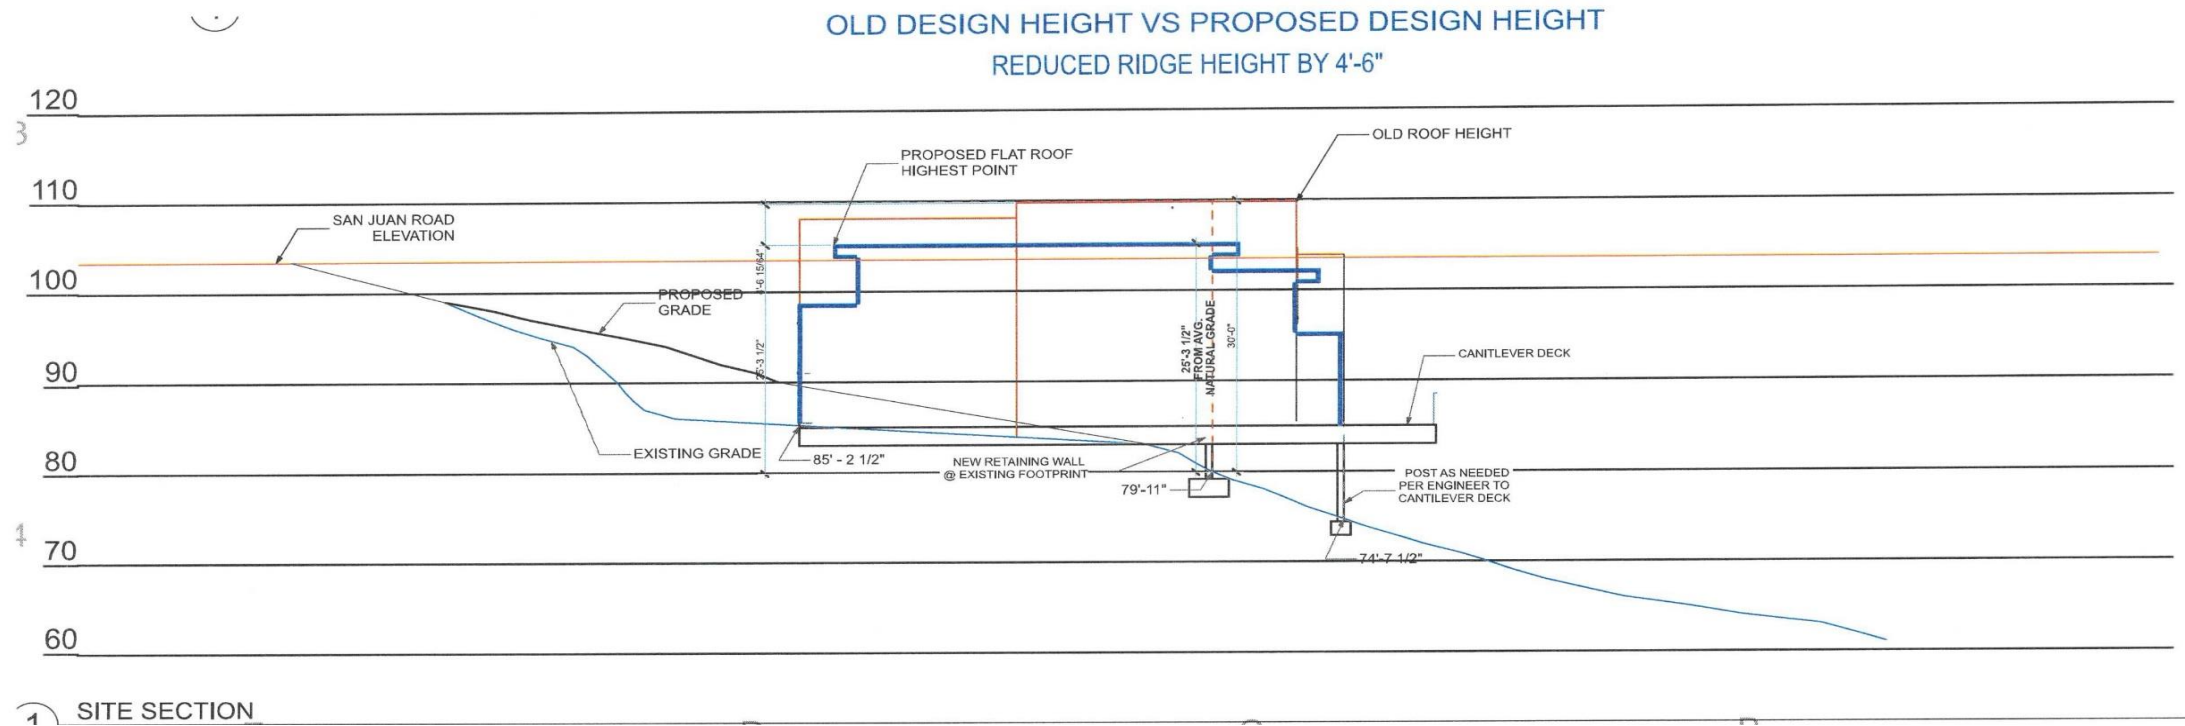 OLD DESIGN HEIGHT VS PROPOSED DESIGN HEIGHT
REDUCED RIDGE HEIGHT BY 4'-6"
120
3
OLD ROOF HEIGHT
PROPOSED FLAT ROOF
HIGHEST POINT
110
SAN JUAN ROAD
ELEVATION
100
PROPOSED
GRADE
25'-3 1/2"
25'-3 1/2"
FROM AVG.
NATURAL GRADE
30'-0"
CANITLEVER DECK
90
EXISTING GRADE
85' - 2 1/2"
NEW RETAINING WALL
@ EXISTING FOOTPRINT
79'-11"
POST AS NEEDED
PER ENGINEER TO
CANTILEVER DECK
80
4
74'-7 1/2"
70
60
1
SITE SECTION